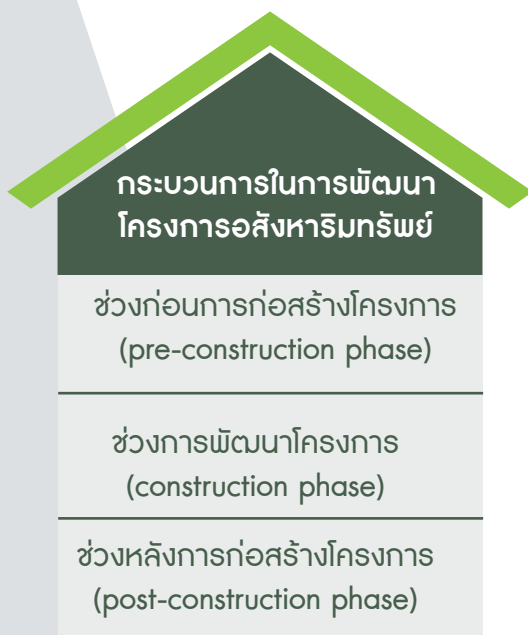 กระบวนการในการพัฒนา
โครงการอสังหาริมทรัพย์
ช่วงก่อนการก่อสร้างโครงการ
(pre-construction phase)
ช่วงการพัฒนาโครงการ
(construction phase)
ช่วงหลังการก่อสร้างโครงการ
(post-construction phase)